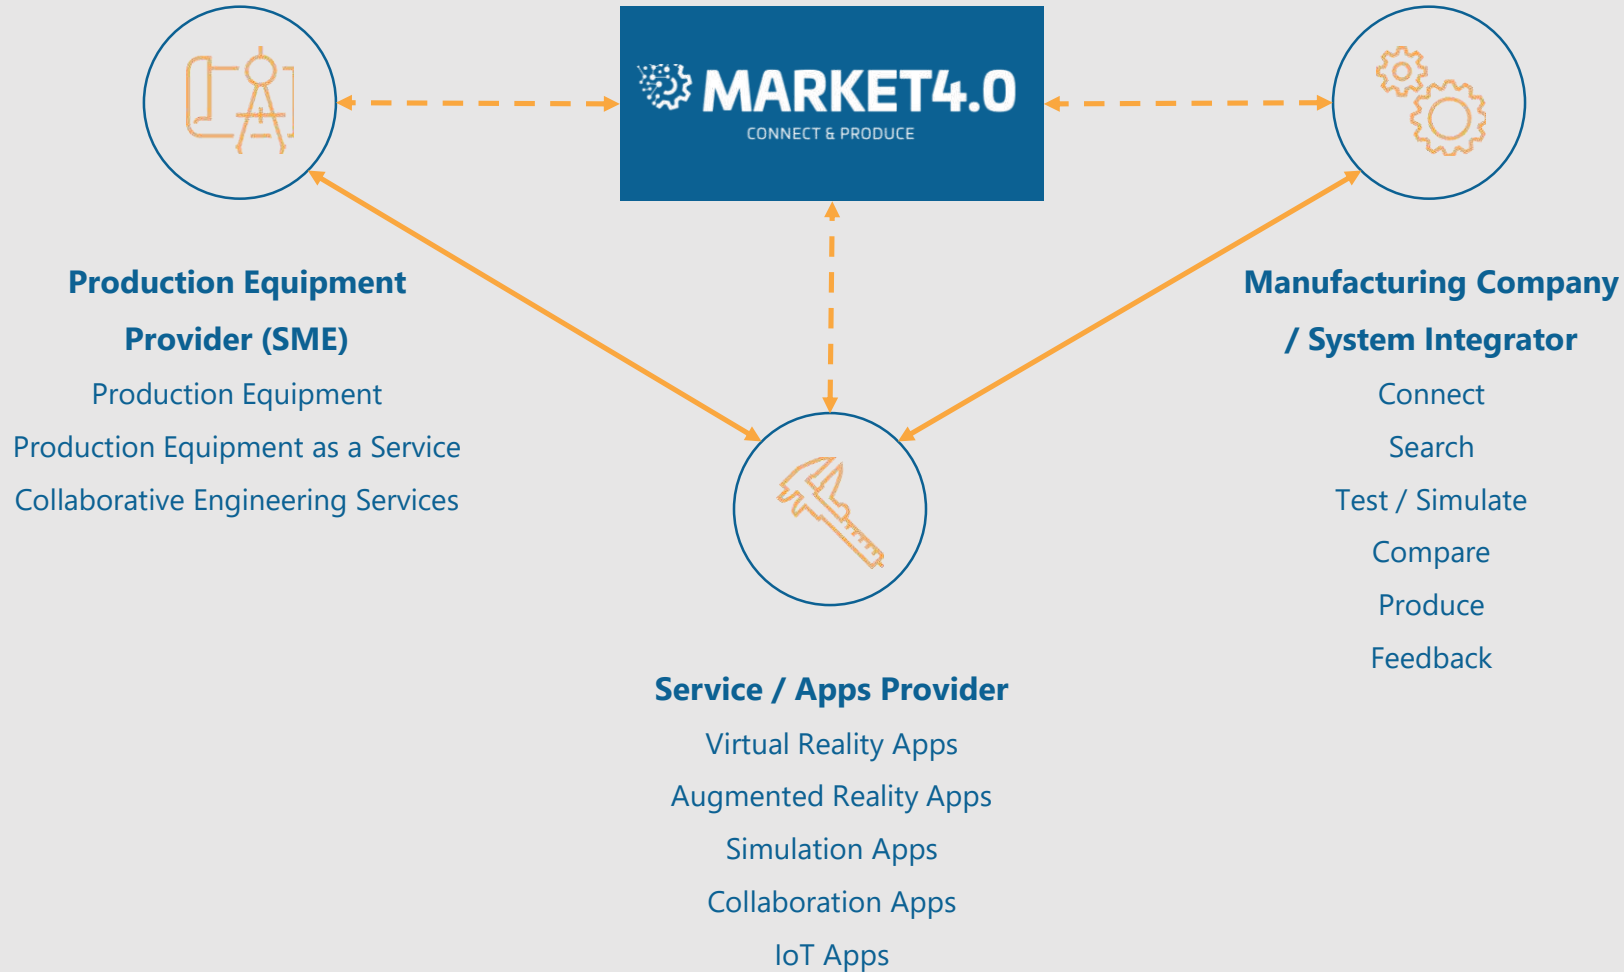 MARKET4.0
CONNECT & PRODUCE
Production Equipment
Provider (SME)
Production Equipment
Production Equipment as a Service
Collaborative Engineering Services
Manufacturing Company
/ System Integrator
Connect
Search
Test / Simulate
Compare
Produce
Feedback
Service / Apps Provider
Virtual Reality Apps
Augmented Reality Apps
Simulation Apps
Collaboration Apps
IoT Apps